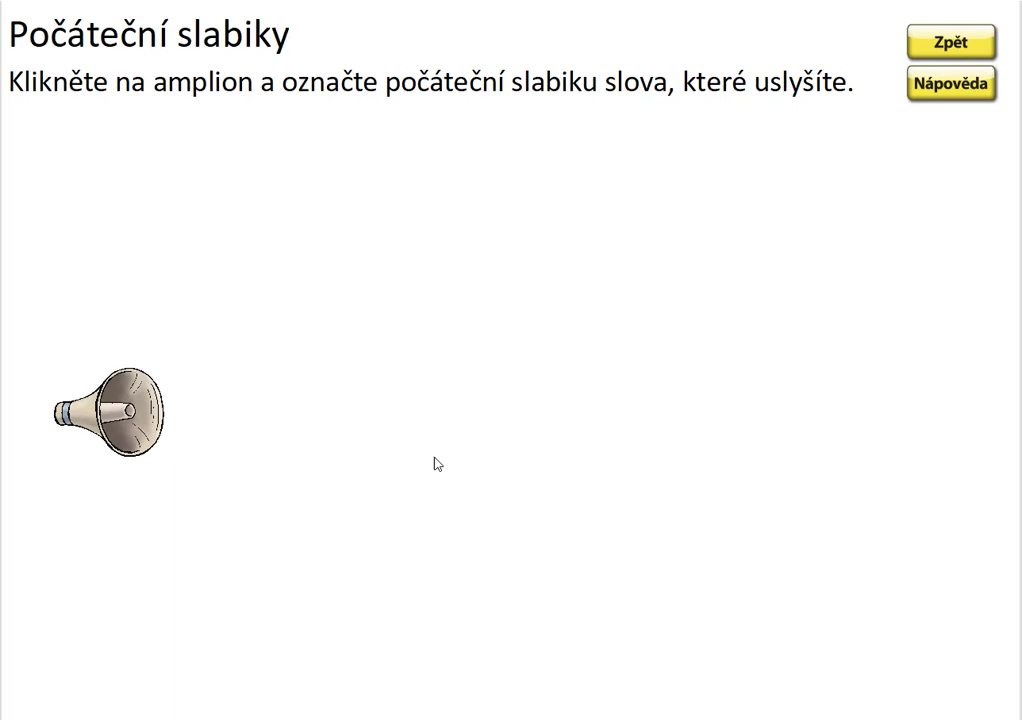 Počáteční slabiky
Zpět
Klikněte na amplion a označte počáteční slabiku slova, které uslyšíte.
Nápověda